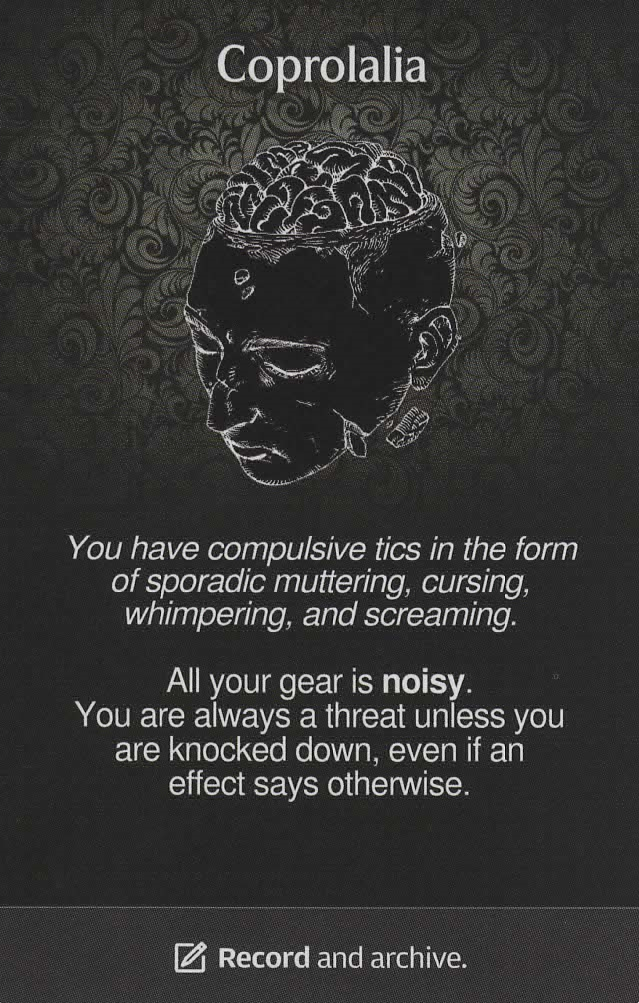 Coprolalia
You have compulsive tics in the form
of sporadic muttering, cursing,
whimpering, and screaming.
All your gear is noisy.
You are always a threat unless you
are knocked down, even if an
effect says otherwise.
Record and archive.